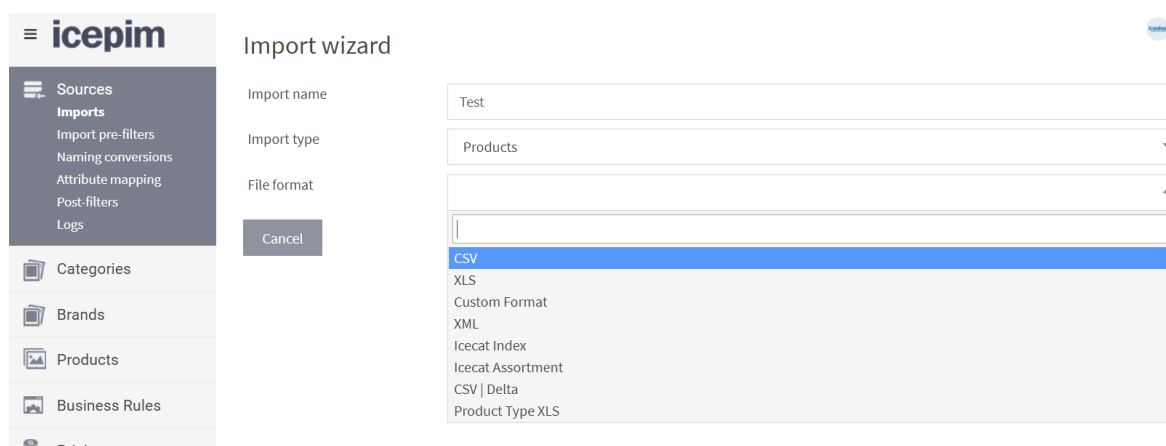 icepim
Import wizard
Sources
Imports
Import pre-filters
Naming conversions
Attribute mapping
Post-filters
Logs
Categories
Brands
Products
Business Rules
Import name
Test
Import type
Products
File format
Cancel
CSV
XLS
Custom Format
XML
Icecat Index
Icecat Assortment
CSV | Delta
Product Type XLS